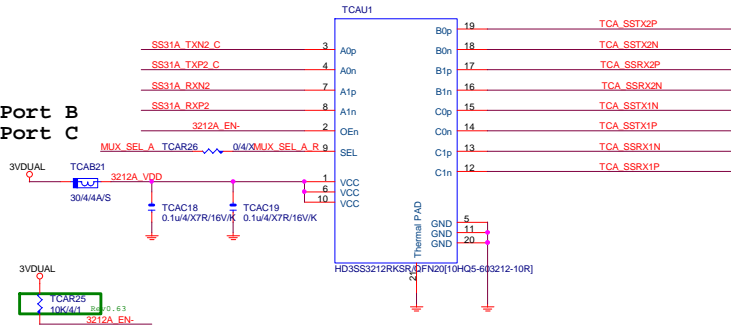 TCAU1
SS31A_TXN2_C 3 A0p B0p 19 TCA_SSTX2P
SS31A_TXP2_C 4 A0n B0n 18 TCA_SSTX2N
SS31A_RXN2 7 A1p B1p 17 TCA_SSRX2P
SS31A_RXP2 8 A1n B1n 16 TCA_SSRX2N
Port B
C0p 15 TCA_SSTX1N
3212A_EN- 2 OEn C0n 14 TCA_SSTX1P
Port C
MUX_SEL_A TCAR26 0/4/X MUX_SEL_A_R 9 SEL C1p 13 TCA_SSRX1N
C1n 12 TCA_SSRX1P
3VDUAL TCAB21 3212A_VDD 1 VCC
6 VCC
10 VCC
30/4/4A/S
TCAC18 TCAC19
0.1u/4/X7R/16V/K 0.1u/4/X7R/16V/K
Thermal PAD
GND 5
GND 11
GND 20
21
HD3SS3212RKSR/QFN20[10HQ5-603212-10R]
3VDUAL
TCAR25
10K/4/1 Rev0.63
3212A_EN-